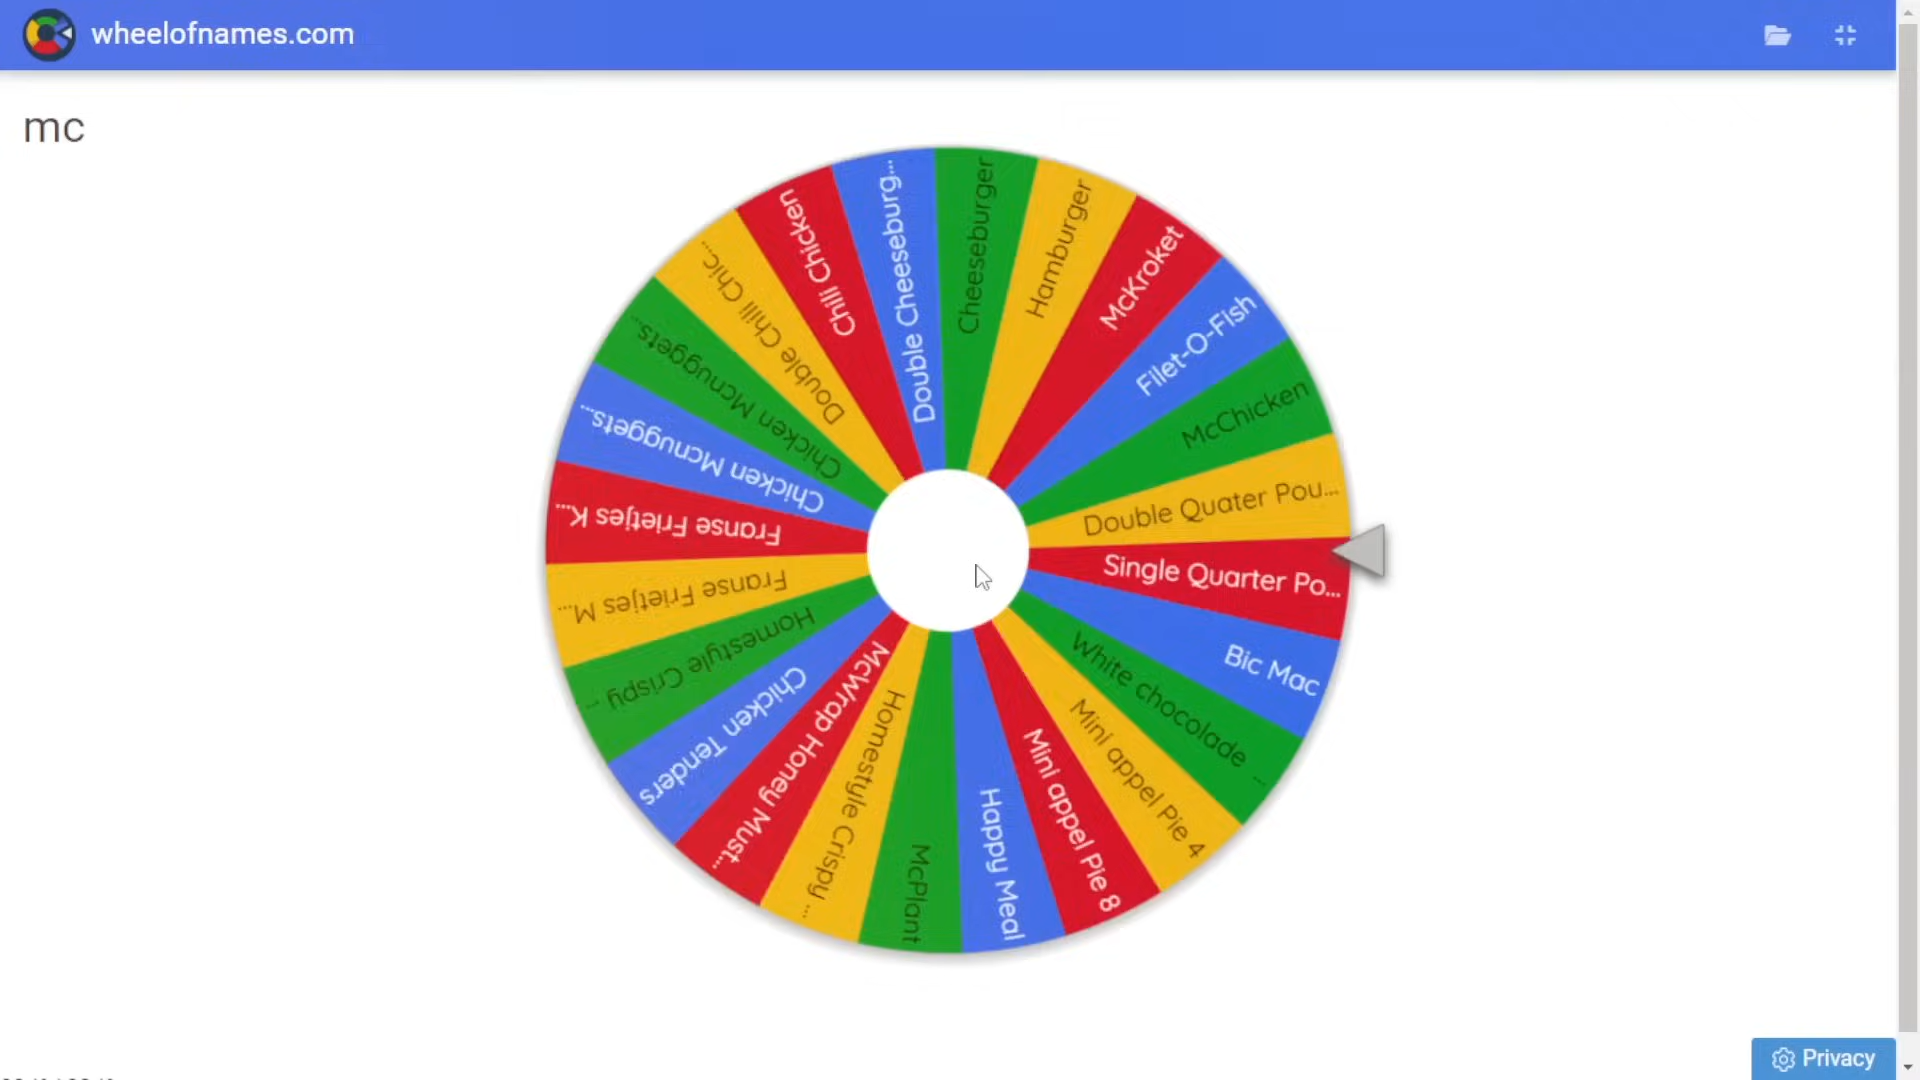 wheelofnames.com
mc
Cheeseburger
Hamburger
McKroket
Filet-O-Fish
McChicken
Double Quater Pou...
Single Quarter Po...
Bic Mac
White chocolade ...
Mini appel Pie 4
Mini appel Pie 8
Happy Meal
McPlant
Homestyle Crispy ...
McWrap Honey Must...
Chicken Tenders
Homestyle Crispy ...
Franse Frietjes M...
Franse Frietjes K...
Chicken Mcnuggets...
Chicken Mcnuggets...
Double Chili Chic...
Chili Chicken
Double Cheeseburg...
Privacy